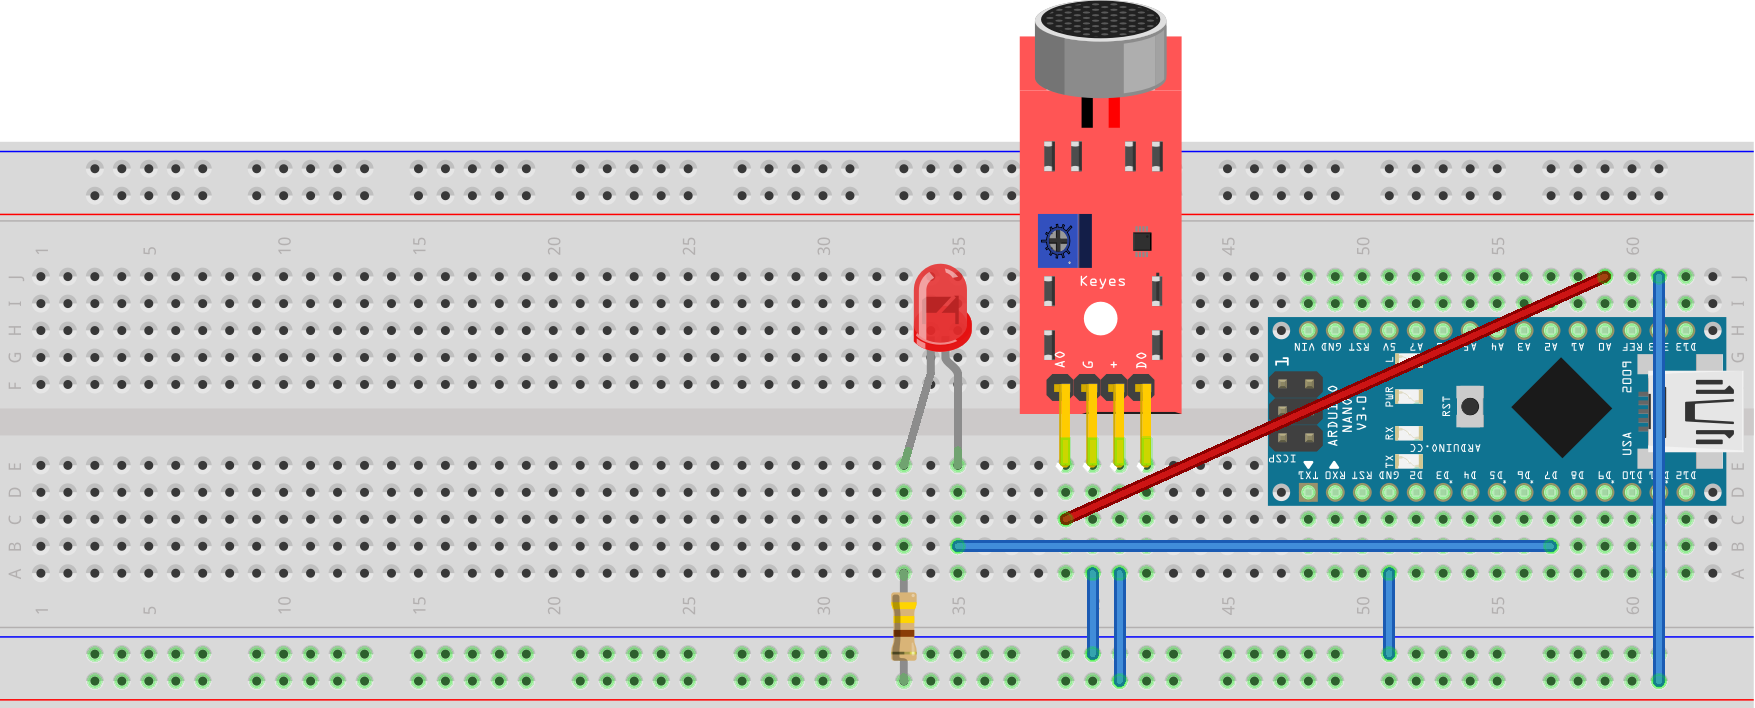 1 5 10 15 20 25 30 35 45 50 55 60
J J
I I
H H
G G
F
Keyes
A0 G + D0
VIN GND RST 5V A7 A5 A4 A3 A2 A1 A0 REF 3 3 D13
L
1
PWR
RX
TX
RST
ARDUINO
NANO
V3.0
ARDUINO.CC
ICSP
USA
TX1 RX0 RST GND D2 D3 D4 D5 D6 D7 D8 D9 D10 D12
E E
D D
C C
B B
A A
1 5 10 15 20 25 30 35 45 50 55 60